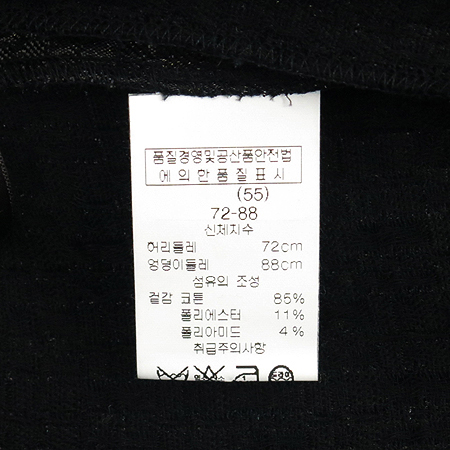 품질경영및공산품안전법
에 의 한 품 질 표 시
(55)
72-88
신체치수
허리둘레 72cm
엉덩이둘레 88cm
섬유의 조성
겉감 코튼 85%
폴리에스터 11%
폴리아미드 4%
취급주의사항